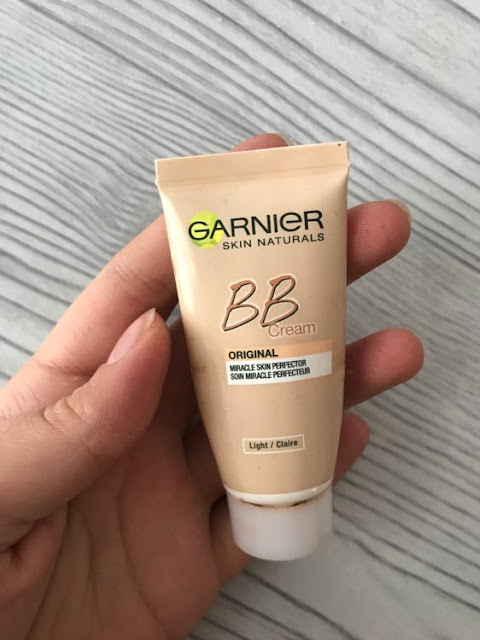 GARNIER
SKIN NATURALS
BB
Cream
ORIGINAL
MIRACLE SKIN PERFECTOR
SOIN MIRACLE PERFECTEUR
Light / Claire